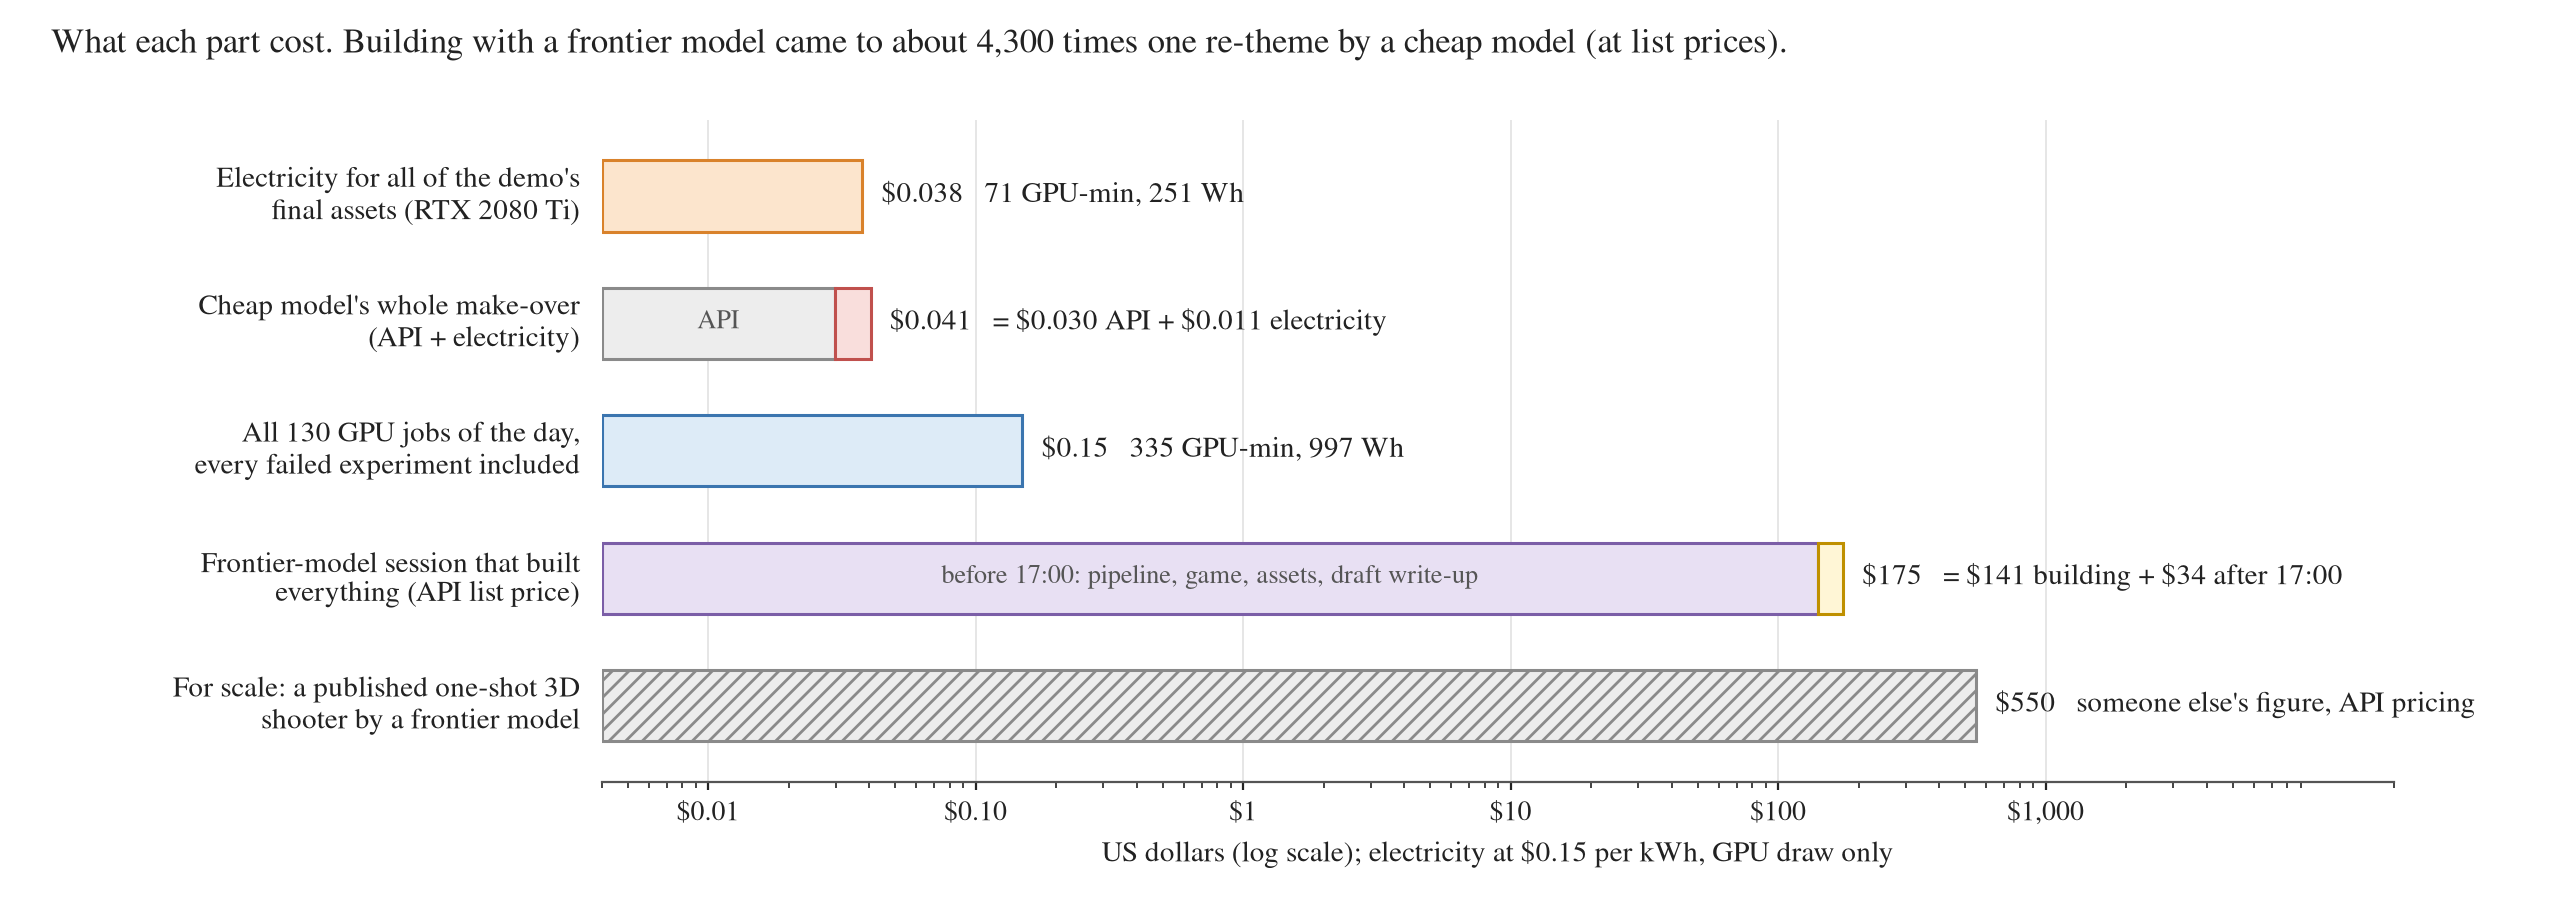 What each part cost. Building with a frontier model came to about 4,300 times one re-theme by a cheap model (at list prices).
Electricity for all of the demo's
final assets (RTX 2080 Ti)
$0.038 71 GPU-min, 251 Wh
Cheap model's whole make-over
(API + electricity)
API
$0.041 = $0.030 API + $0.011 electricity
All 130 GPU jobs of the day,
every failed experiment included
$0.15 335 GPU-min, 997 Wh
Frontier-model session that built
everything (API list price)
before 17:00: pipeline, game, assets, draft write-up
$175 = $141 building + $34 after 17:00
For scale: a published one-shot 3D
shooter by a frontier model
$550 someone else's figure, API pricing
$0.01 $0.10 $1 $10 $100 $1,000
US dollars (log scale); electricity at $0.15 per kWh, GPU draw only